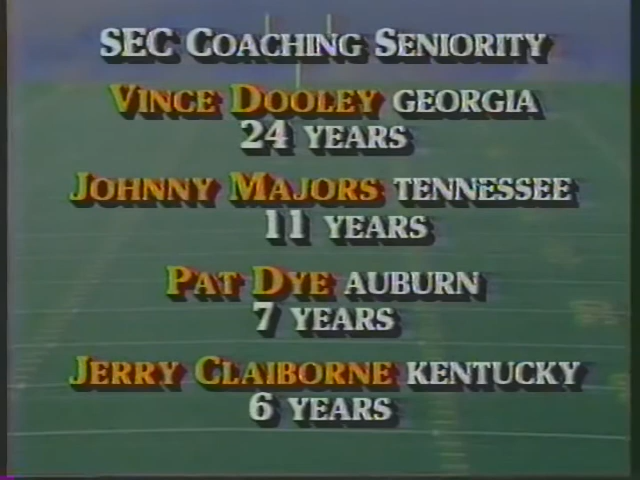 SEC COACHING SENIORITY
VINCE DOOLEY GEORGIA
24 YEARS
JOHNNY MAJORS TENNESSEE
11 YEARS
PAT DYE AUBURN
7 YEARS
JERRY CLAIBORNE KENTUCKY
6 YEARS